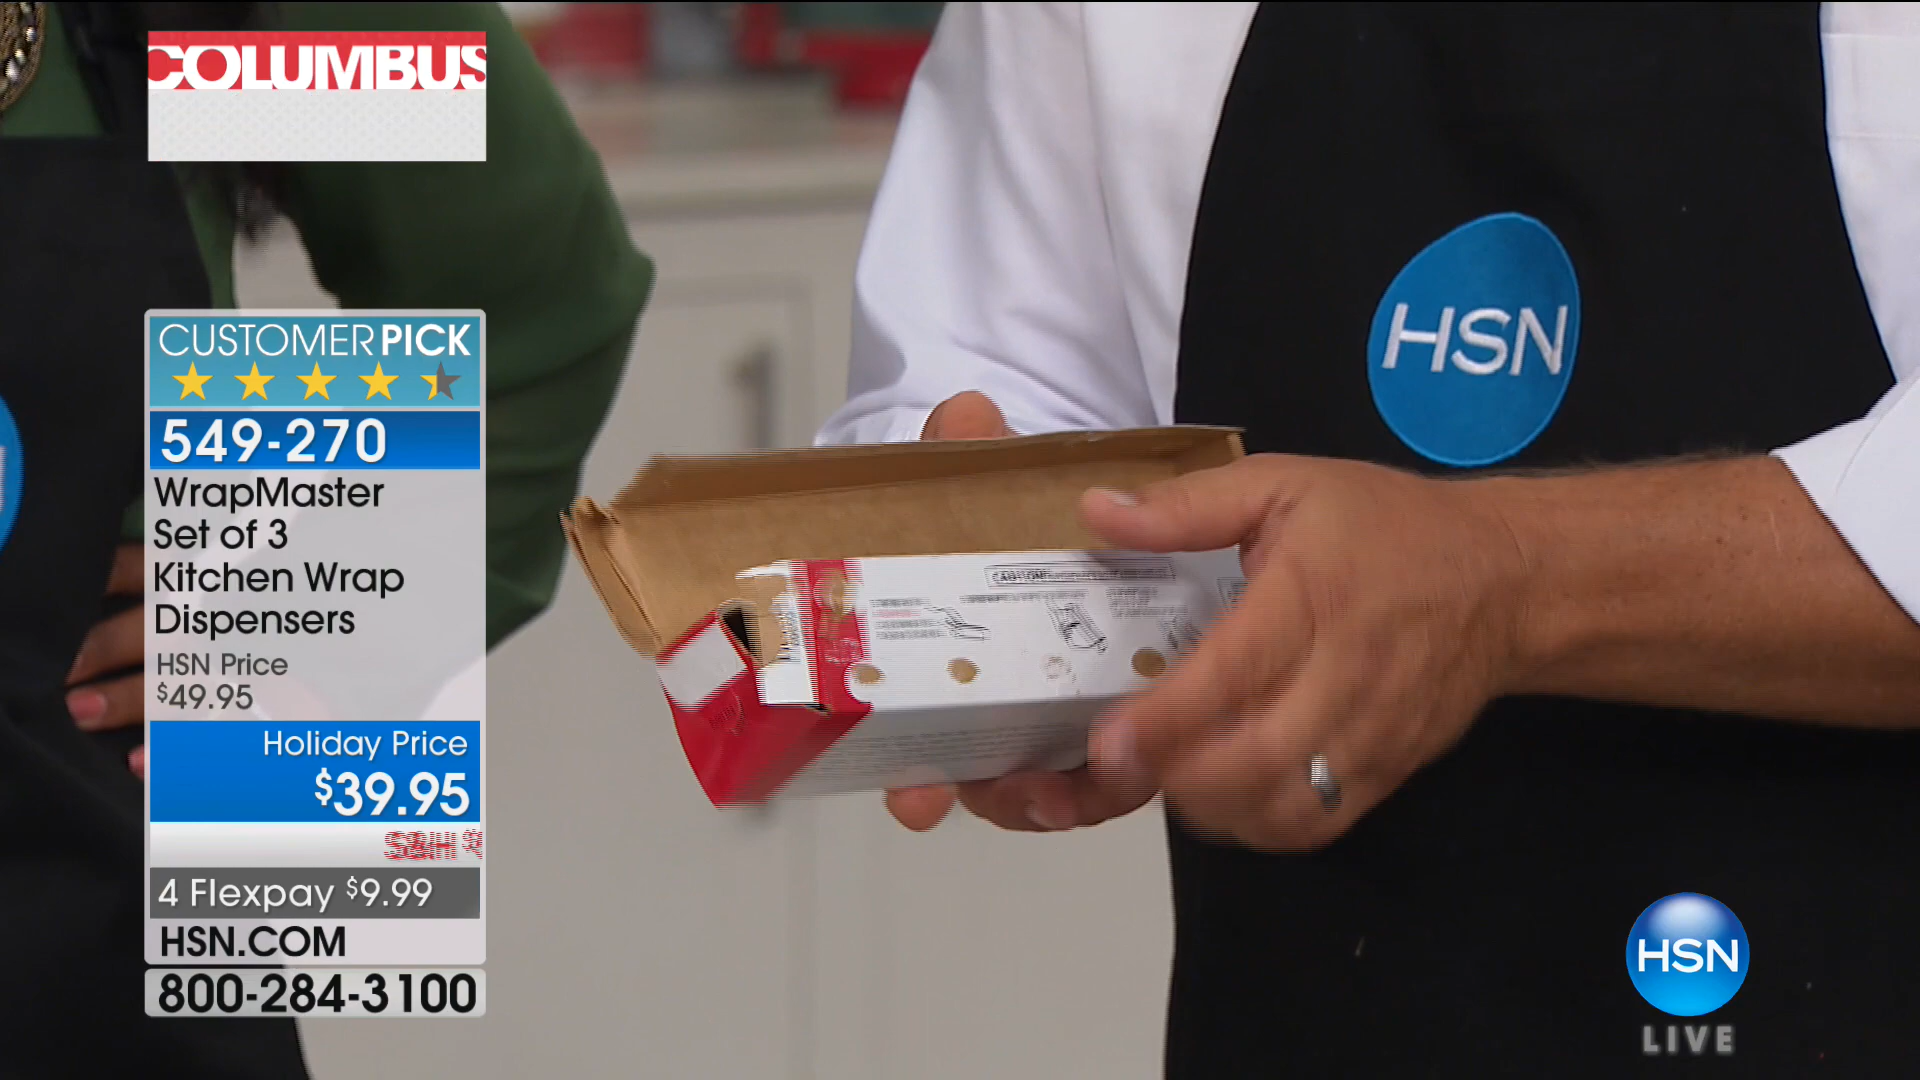 COLUMBUS
CUSTOMER PICK
549-270
WrapMaster
Set of 3
Kitchen Wrap
Dispensers
HSN Price
$49.95
Holiday Price
$39.95
S&H
4 Flexpay $9.99
HSN.COM
800-284-3100
HSN
CAUTION!
HSN
LIVE